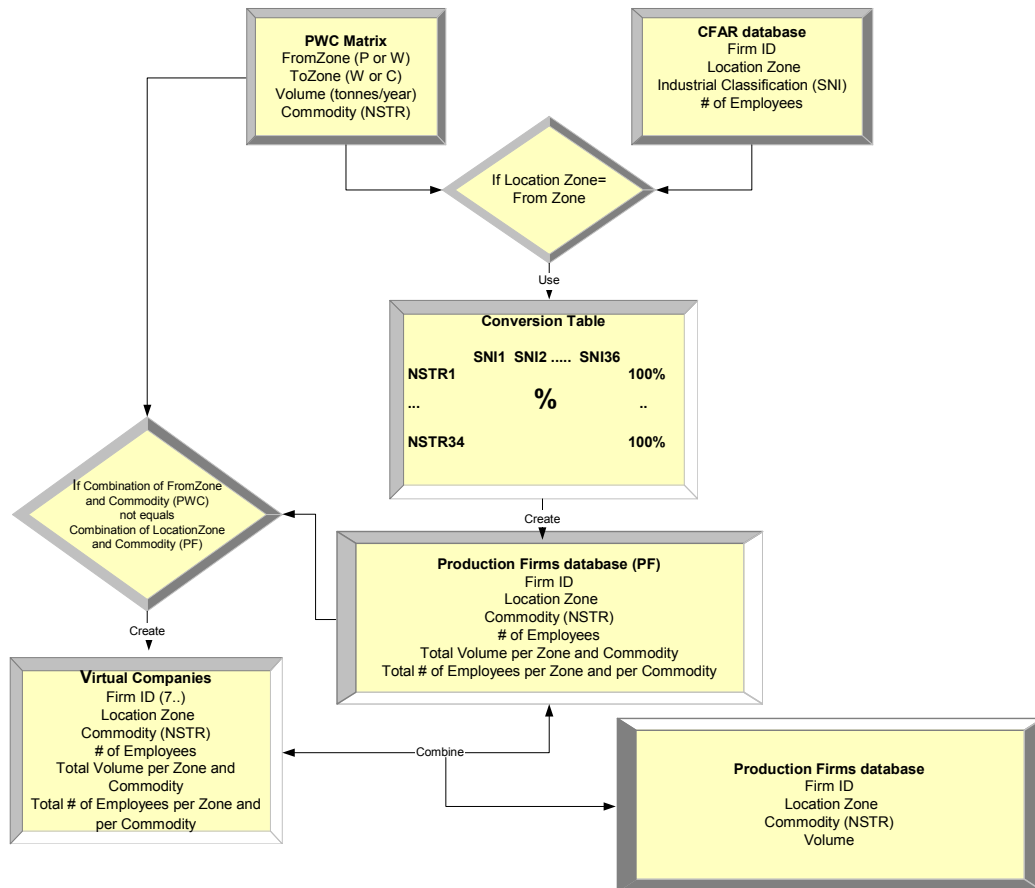 PWC Matrix
FromZone (P or W)
ToZone (W or C)
Volume (tonnes/year)
Commodity (NSTR)
CFAR database
Firm ID
Location Zone
Industrial Classification (SNI)
# of Employees
If Location Zone=
From Zone
Use
Conversion Table
SNI1 SNI2 ..... SNI36
NSTR1 100%
... % ..
NSTR34 100%
If Combination of FromZone
and Commodity (PWC)
not equals
Combination of LocationZone
and Commodity (PF)
Create
Production Firms database (PF)
Firm ID
Location Zone
Commodity (NSTR)
# of Employees
Total Volume per Zone and Commodity
Total # of Employees per Zone and per Commodity
Create
Virtual Companies
Firm ID (7..)
Location Zone
Commodity (NSTR)
# of Employees
Total Volume per Zone and
Commodity
Total # of Employees per Zone and
per Commodity
Combine
Production Firms database
Firm ID
Location Zone
Commodity (NSTR)
Volume